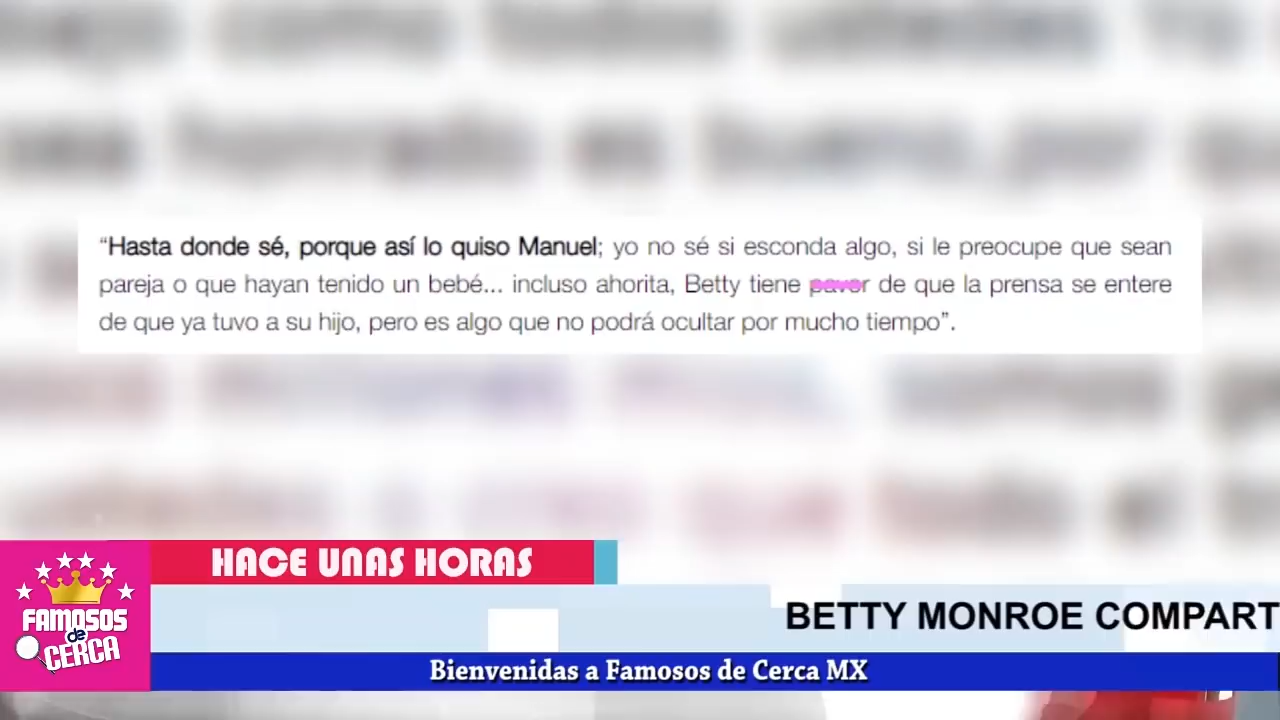 “Hasta donde sé, porque así lo quiso Manuel; yo no sé si esconda algo, si le preocupe que sean
pareja o que hayan tenido un bebé... incluso ahorita, Betty tiene pavor de que la prensa se entere
de que ya tuvo a su hijo, pero es algo que no podrá ocultar por mucho tiempo”.
HACE UNAS HORAS
FAMOSOS
de
CERCA
BETTY MONROE COMPART
Bienvenidas a Famosos de Cerca MX